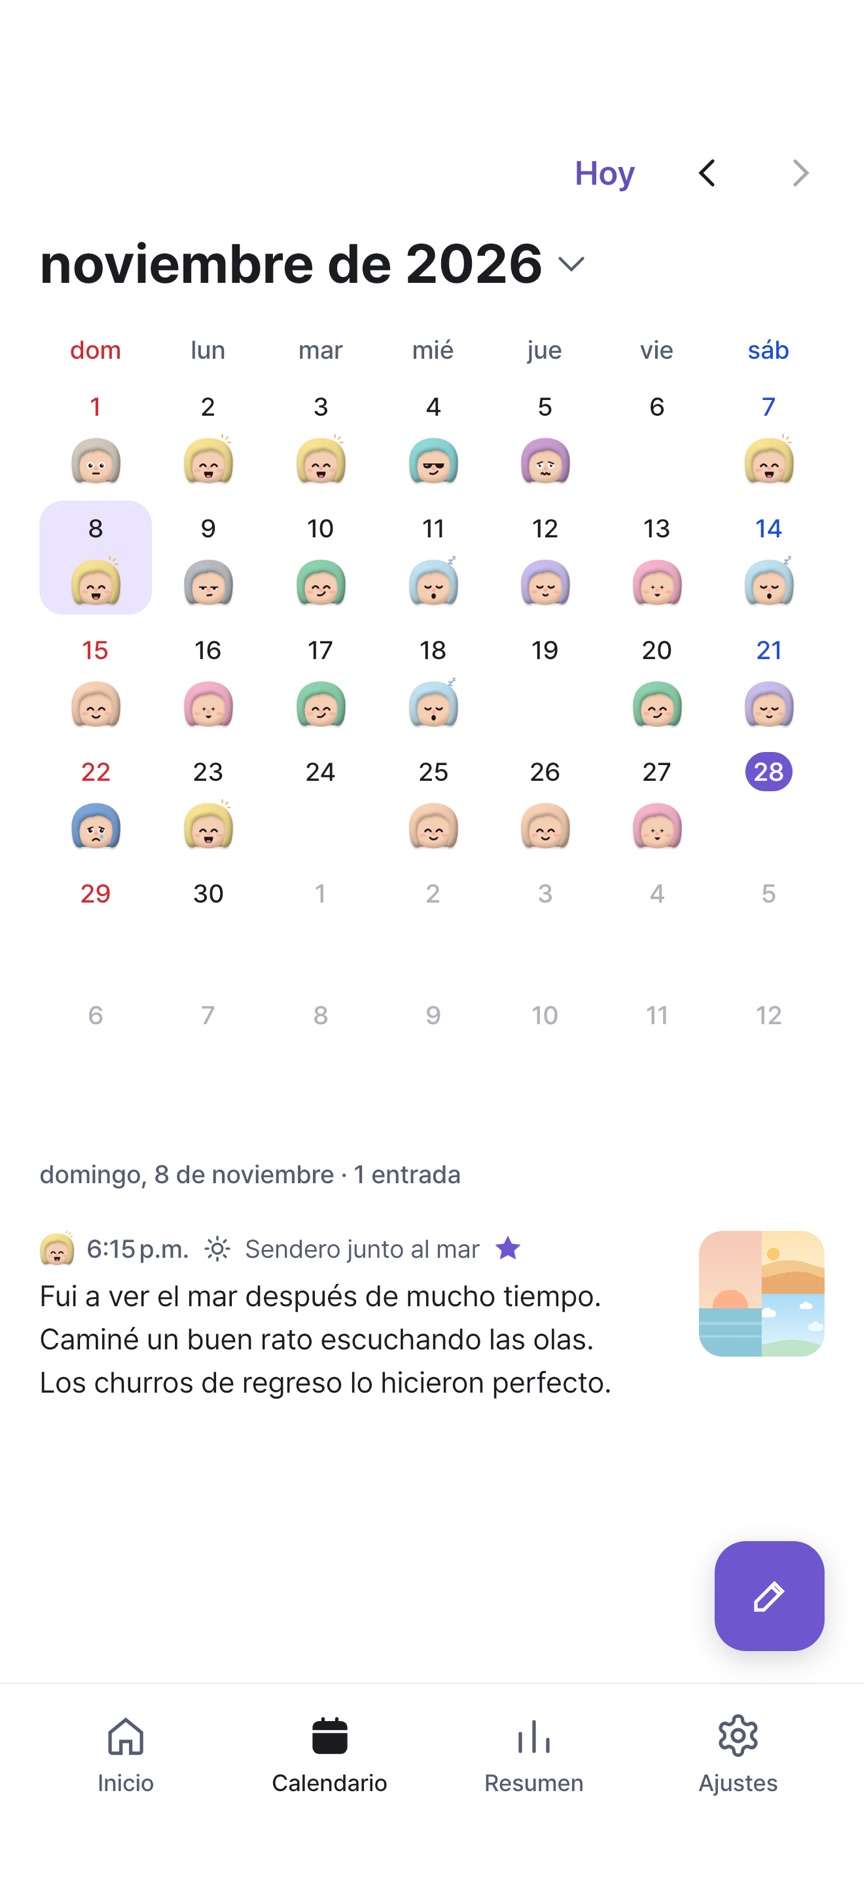 Hoy
noviembre de 2026
dom lun mar mié jue vie sáb
1 2 3 4 5 6 7
8 9 10 11 12 13 14
15 16 17 18 19 20 21
22 23 24 25 26 27 28
29 30 1 2 3 4 5
6 7 8 9 10 11 12
domingo, 8 de noviembre · 1 entrada
6:15 p.m. Sendero junto al mar
Fui a ver el mar después de mucho tiempo.
Caminé un buen rato escuchando las olas.
Los churros de regreso lo hicieron perfecto.
Inicio Calendario Resumen Ajustes